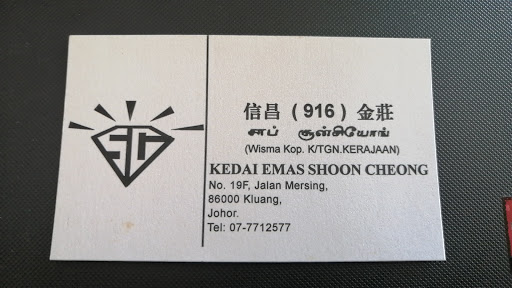 信昌（916）金莊
சாப் சூன்சியோங்
(Wisma Kop. K/TGN.KERAJAAN)
KEDAI EMAS SHOON CHEONG
No. 19F, Jalan Mersing,
86000 Kluang,
Johor.
Tel: 07-7712577